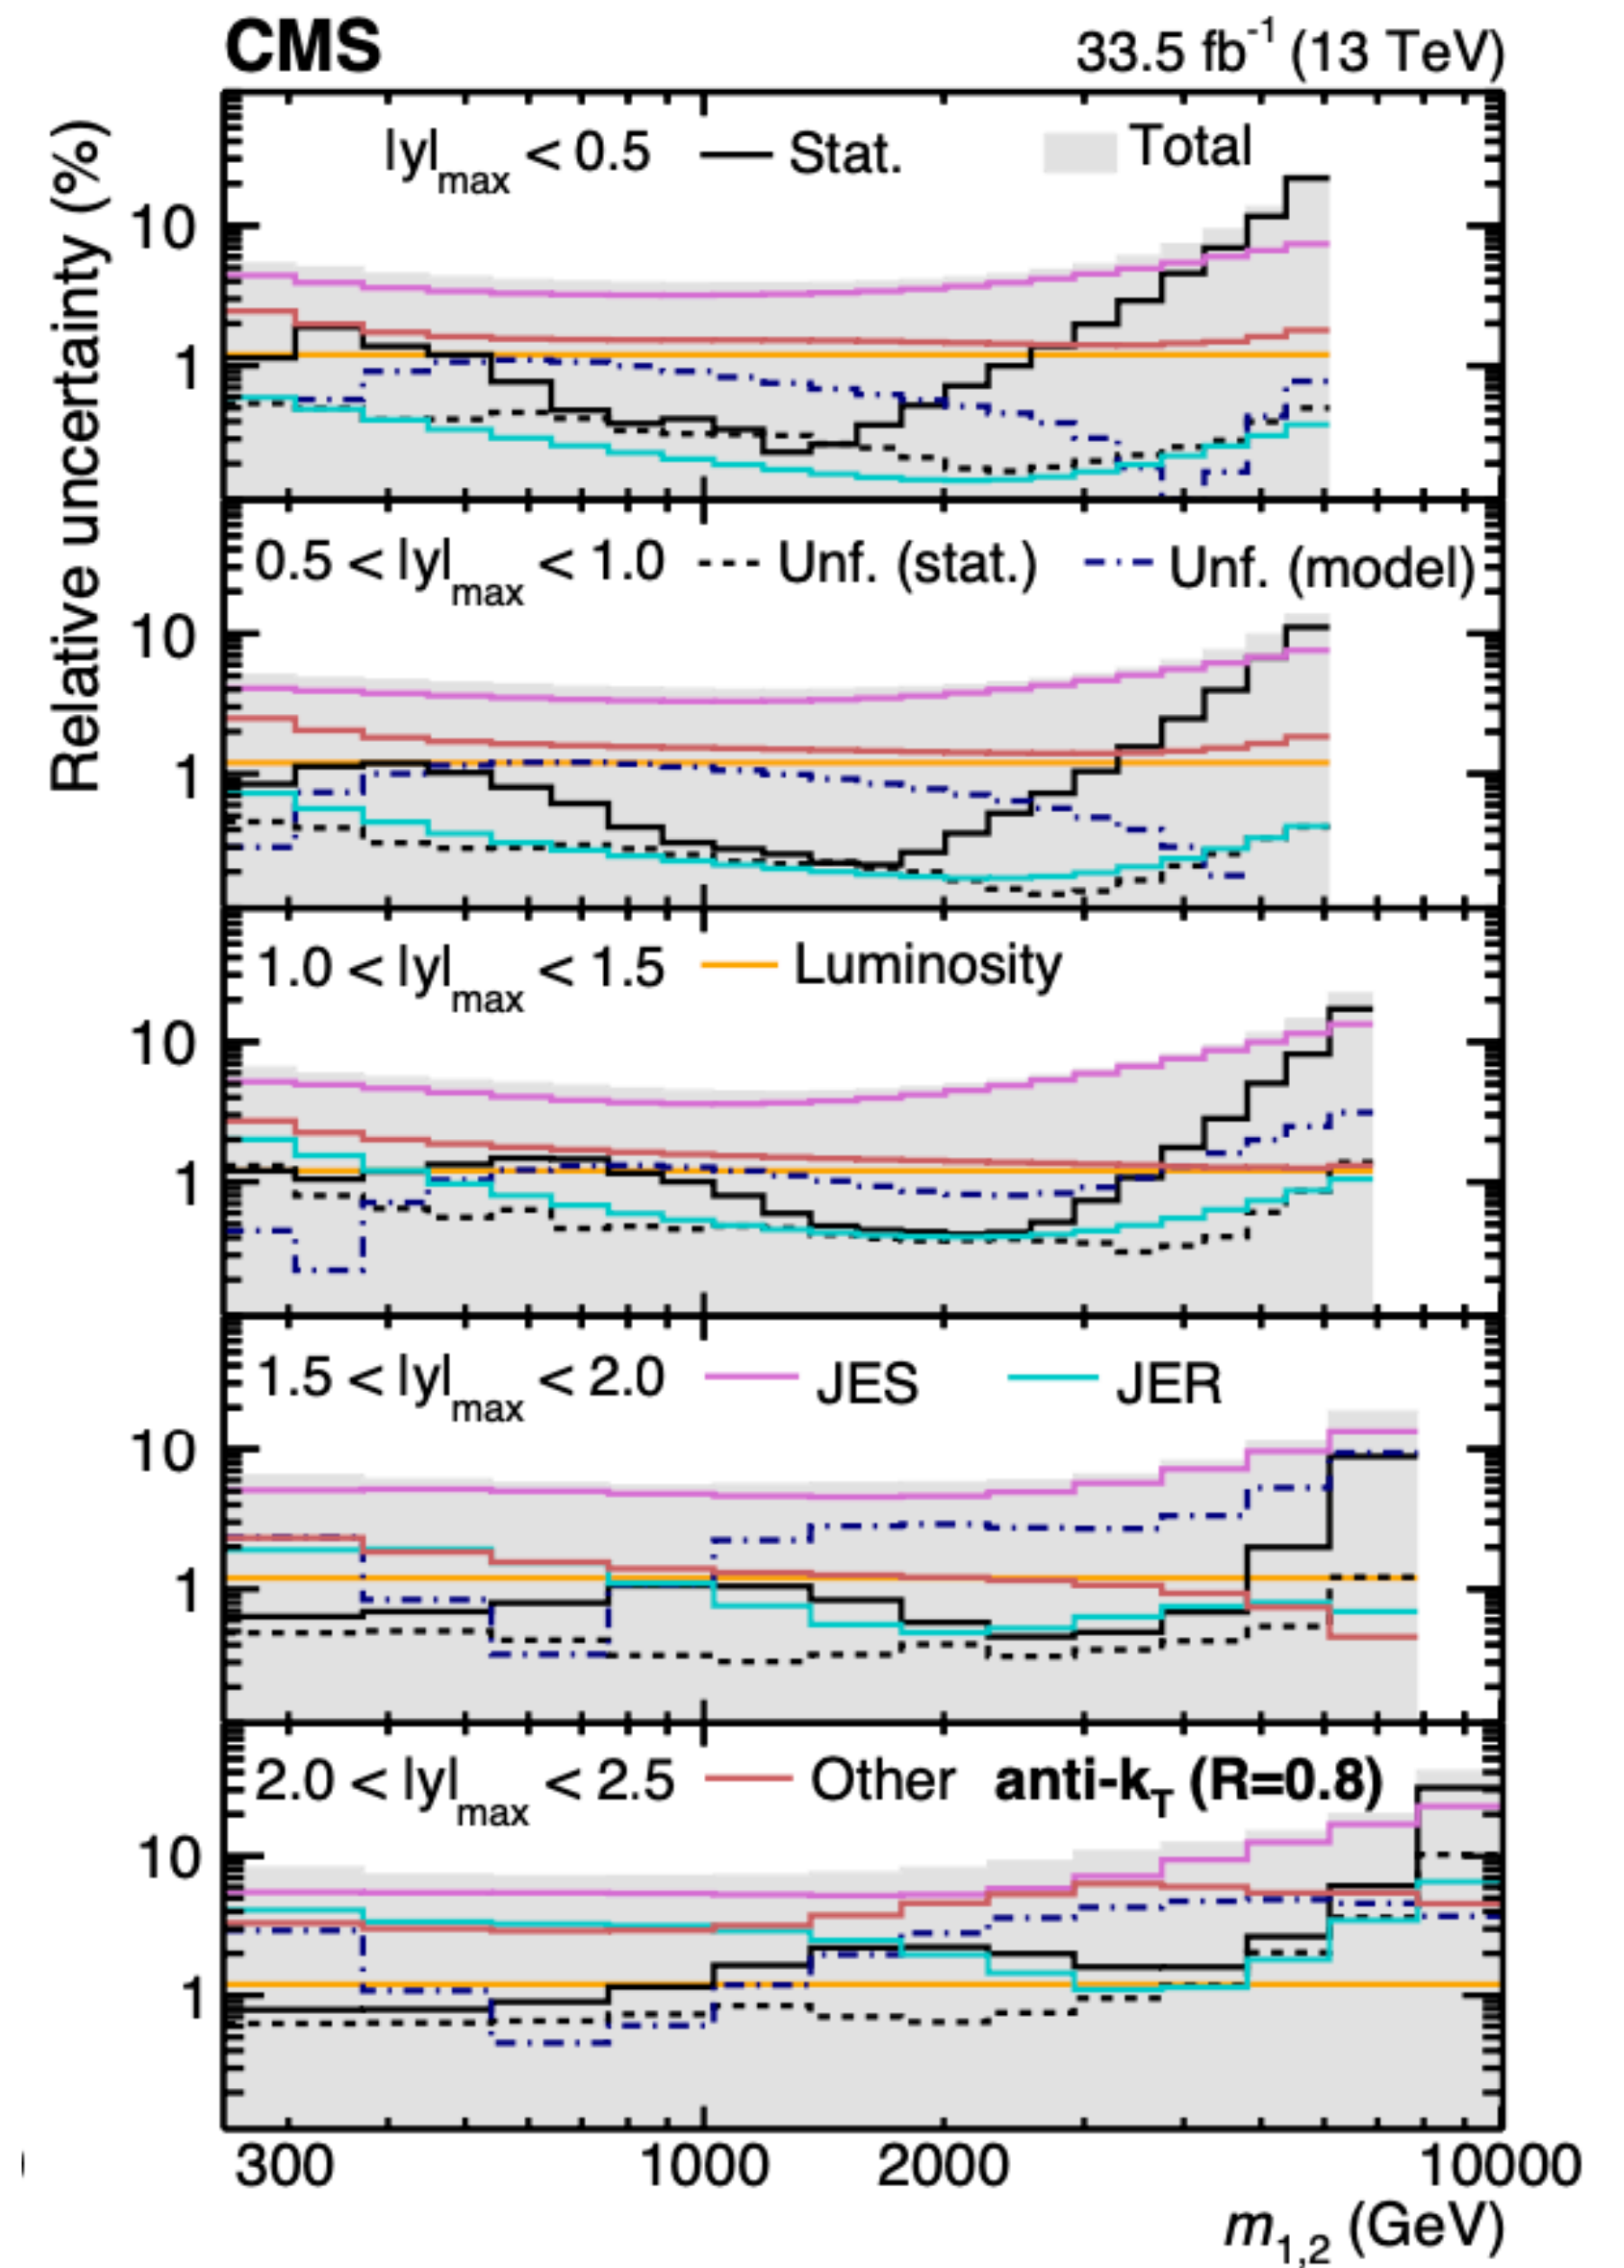 CMS 33.5 fb⁻¹ (13 TeV)
Relative uncertainty (%)
|y|max < 0.5 Stat. Total
10
1
0.5 < |y|max < 1.0 Unf. (stat.) Unf. (model)
10
1
1.0 < |y|max < 1.5 Luminosity
10
1
1.5 < |y|max < 2.0 JES JER
10
1
2.0 < |y|max < 2.5 Other anti-kT (R=0.8)
10
1
300 1000 2000 10000
m1,2 (GeV)